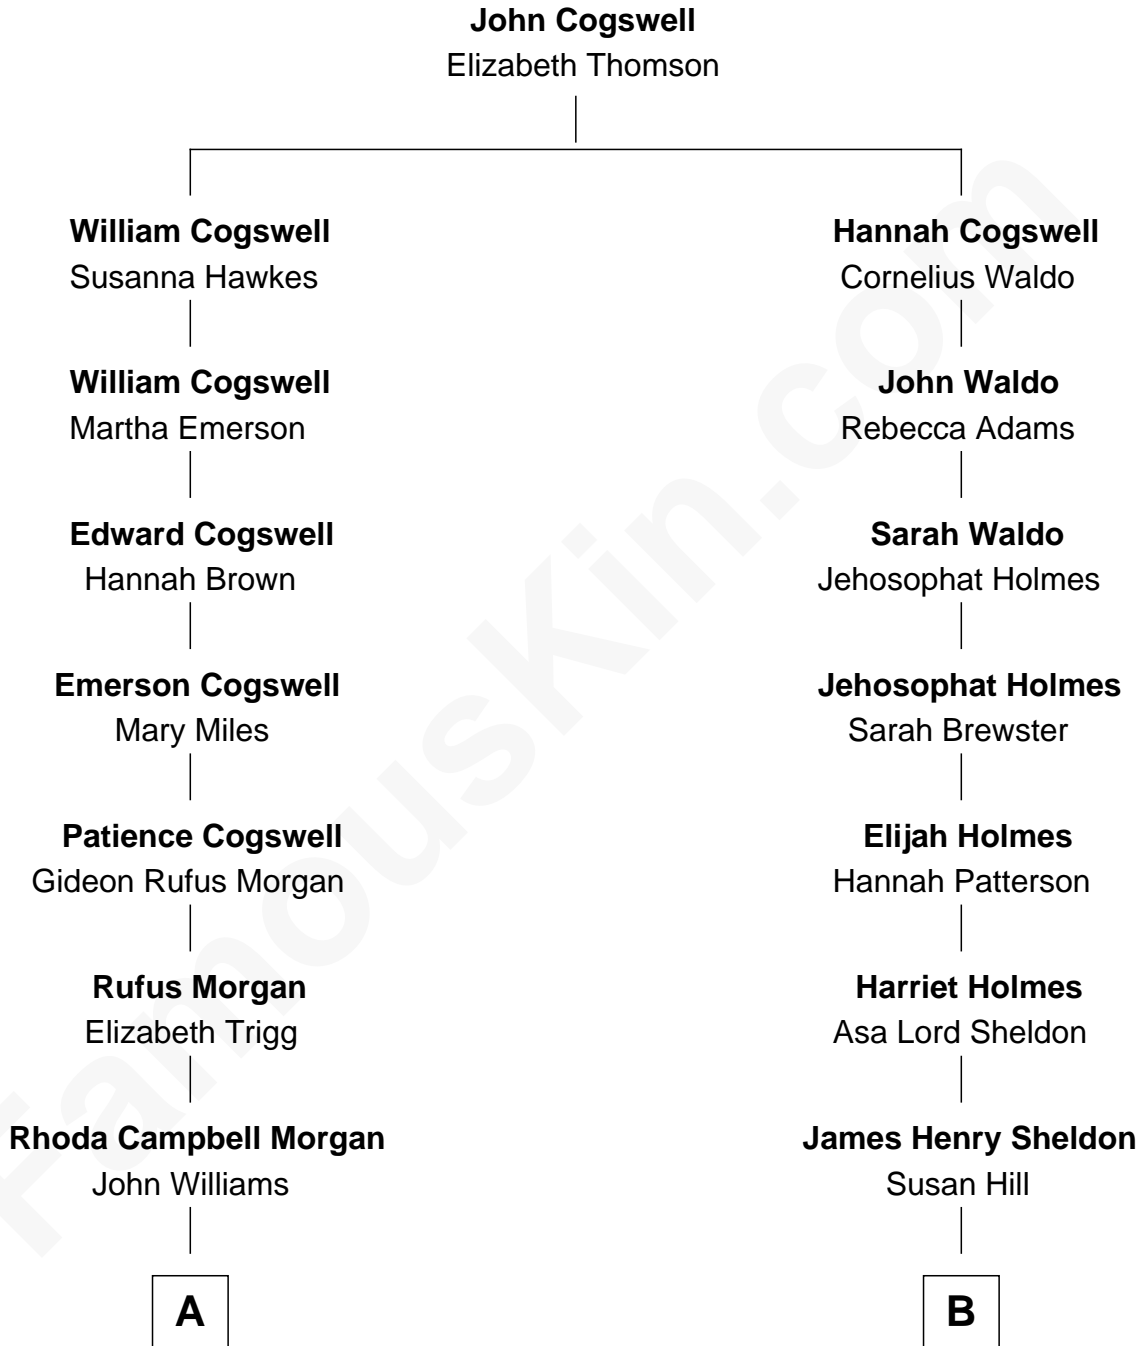 John Cogswell
Elizabeth Thomson
William Cogswell
Susanna Hawkes
Hannah Cogswell
Cornelius Waldo
William Cogswell
Martha Emerson
John Waldo
Rebecca Adams
Edward Cogswell
Hannah Brown
Sarah Waldo
Jehosophat Holmes
Emerson Cogswell
Mary Miles
Jehosophat Holmes
Sarah Brewster
Patience Cogswell
Gideon Rufus Morgan
Elijah Holmes
Hannah Patterson
Rufus Morgan
Elizabeth Trigg
Harriet Holmes
Asa Lord Sheldon
Rhoda Campbell Morgan
John Williams
James Henry Sheldon
Susan Hill
A
B
FamousKin.com